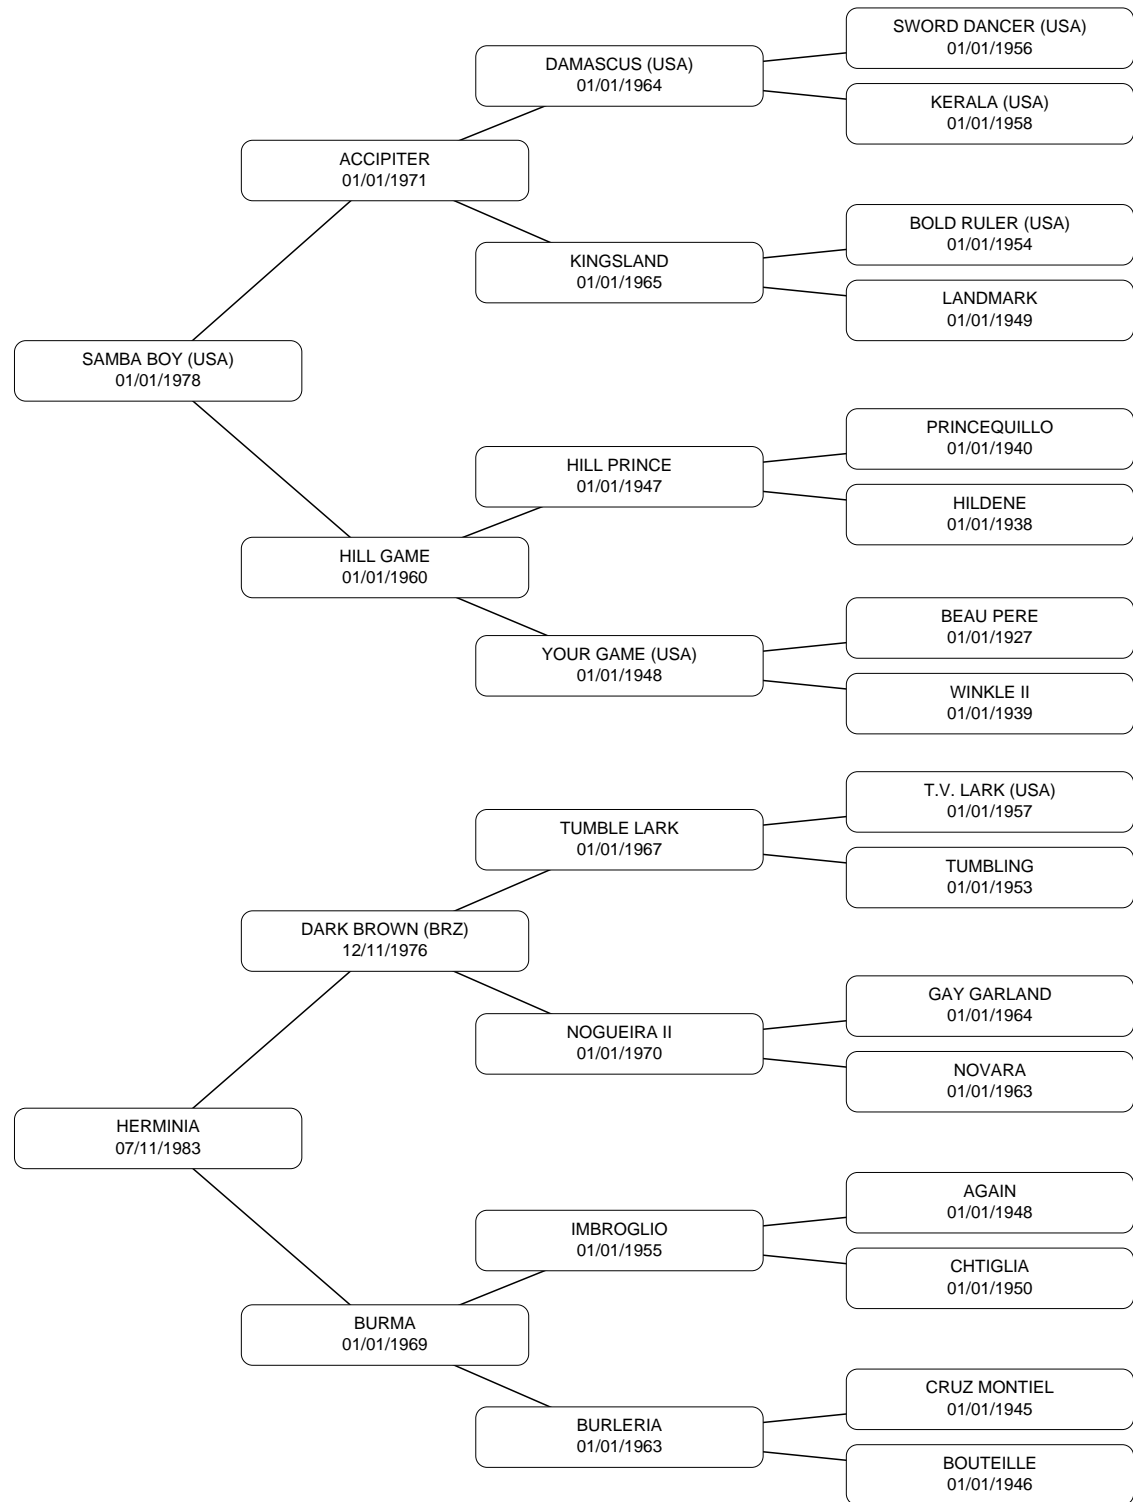 SWORD DANCER (USA)
01/01/1956
DAMASCUS (USA)
01/01/1964
KERALA (USA)
01/01/1958
ACCIPITER
01/01/1971
BOLD RULER (USA)
01/01/1954
KINGSLAND
01/01/1965
LANDMARK
01/01/1949
SAMBA BOY (USA)
01/01/1978
PRINCEQUILLO
01/01/1940
HILL PRINCE
01/01/1947
HILDENE
01/01/1938
HILL GAME
01/01/1960
BEAU PERE
01/01/1927
YOUR GAME (USA)
01/01/1948
WINKLE II
01/01/1939
T.V. LARK (USA)
01/01/1957
TUMBLE LARK
01/01/1967
TUMBLING
01/01/1953
DARK BROWN (BRZ)
12/11/1976
GAY GARLAND
01/01/1964
NOGUEIRA II
01/01/1970
NOVARA
01/01/1963
HERMINIA
07/11/1983
AGAIN
01/01/1948
IMBROGLIO
01/01/1955
CHTIGLIA
01/01/1950
BURMA
01/01/1969
CRUZ MONTIEL
01/01/1945
BURLERIA
01/01/1963
BOUTEILLE
01/01/1946